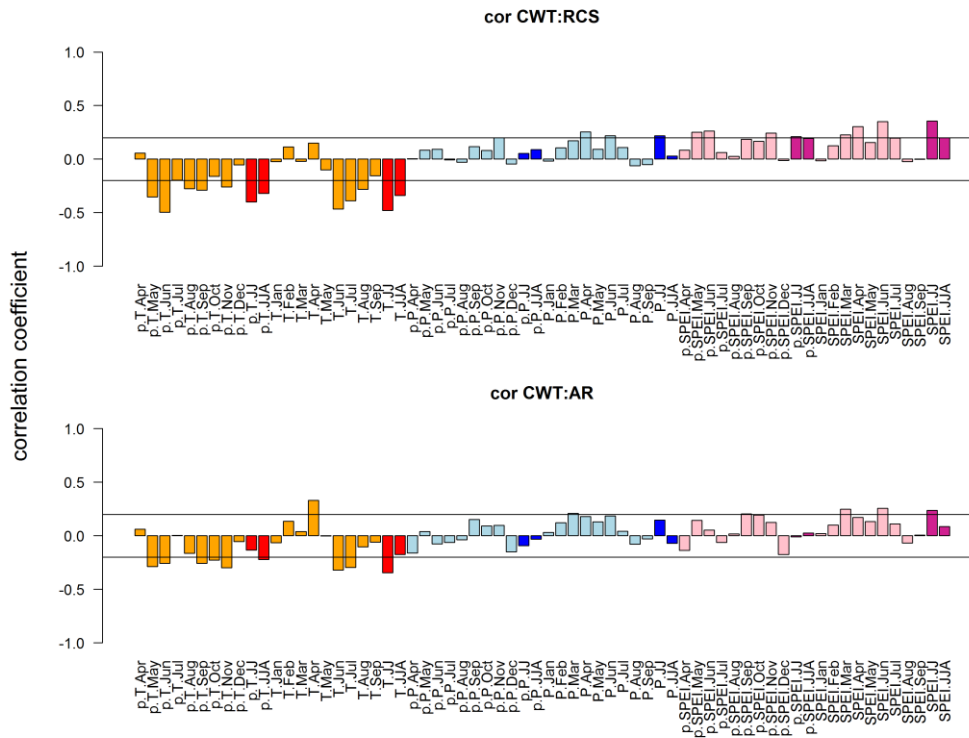 cor CWT:RCS
correlation coefficient
1.0
0.5
0.0
-0.5
-1.0
p.T.Apr
p.T.May
p.T.Jun
p.T.Jul
p.T.Aug
p.T.Sep
p.T.Oct
p.T.Nov
p.T.Dec
p.T.JJ
p.T.JJA
T.Jan
T.Feb
T.Mar
T.Apr
T.May
T.Jun
T.Jul
T.Aug
T.Sep
T.JJ
T.JJA
p.P.Apr
p.P.May
p.P.Jun
p.P.Jul
p.P.Aug
p.P.Sep
p.P.Oct
p.P.Nov
p.P.Dec
p.P.JJ
p.P.JJA
P.Jan
P.Feb
P.Mar
P.Apr
P.May
P.Jun
P.Jul
P.Aug
P.Sep
P.JJ
P.JJA
p.SPEI.Apr
p.SPEI.May
p.SPEI.Jun
p.SPEI.Jul
p.SPEI.Aug
p.SPEI.Sep
p.SPEI.Oct
p.SPEI.Nov
p.SPEI.Dec
p.SPEI.JJ
p.SPEI.JJA
SPEI.Jan
SPEI.Feb
SPEI.Mar
SPEI.Apr
SPEI.May
SPEI.Jun
SPEI.Jul
SPEI.Aug
SPEI.Sep
SPEI.JJ
SPEI.JJA
cor CWT:AR
1.0
0.5
0.0
-0.5
-1.0
p.T.Apr
p.T.May
p.T.Jun
p.T.Jul
p.T.Aug
p.T.Sep
p.T.Oct
p.T.Nov
p.T.Dec
p.T.JJ
p.T.JJA
T.Jan
T.Feb
T.Mar
T.Apr
T.May
T.Jun
T.Jul
T.Aug
T.Sep
T.JJ
T.JJA
p.P.Apr
p.P.May
p.P.Jun
p.P.Jul
p.P.Aug
p.P.Sep
p.P.Oct
p.P.Nov
p.P.Dec
p.P.JJ
p.P.JJA
P.Jan
P.Feb
P.Mar
P.Apr
P.May
P.Jun
P.Jul
P.Aug
P.Sep
P.JJ
P.JJA
p.SPEI.Apr
p.SPEI.May
p.SPEI.Jun
p.SPEI.Jul
p.SPEI.Aug
p.SPEI.Sep
p.SPEI.Oct
p.SPEI.Nov
p.SPEI.Dec
p.SPEI.JJ
p.SPEI.JJA
SPEI.Jan
SPEI.Feb
SPEI.Mar
SPEI.Apr
SPEI.May
SPEI.Jun
SPEI.Jul
SPEI.Aug
SPEI.Sep
SPEI.JJ
SPEI.JJA